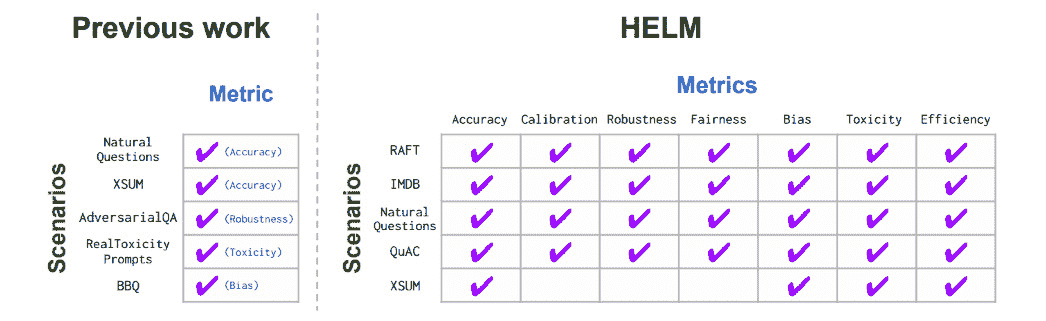 Previous work
Metric
Scenarios
Natural
Questions
(Accuracy)
XSUM
(Accuracy)
AdversarialQA
(Robustness)
RealToxicity
Prompts
(Toxicity)
BBQ
(Bias)
HELM
Metrics
Accuracy Calibration Robustness Fairness Bias Toxicity Efficiency
Scenarios
RAFT
IMDB
Natural
Questions
QuAC
XSUM